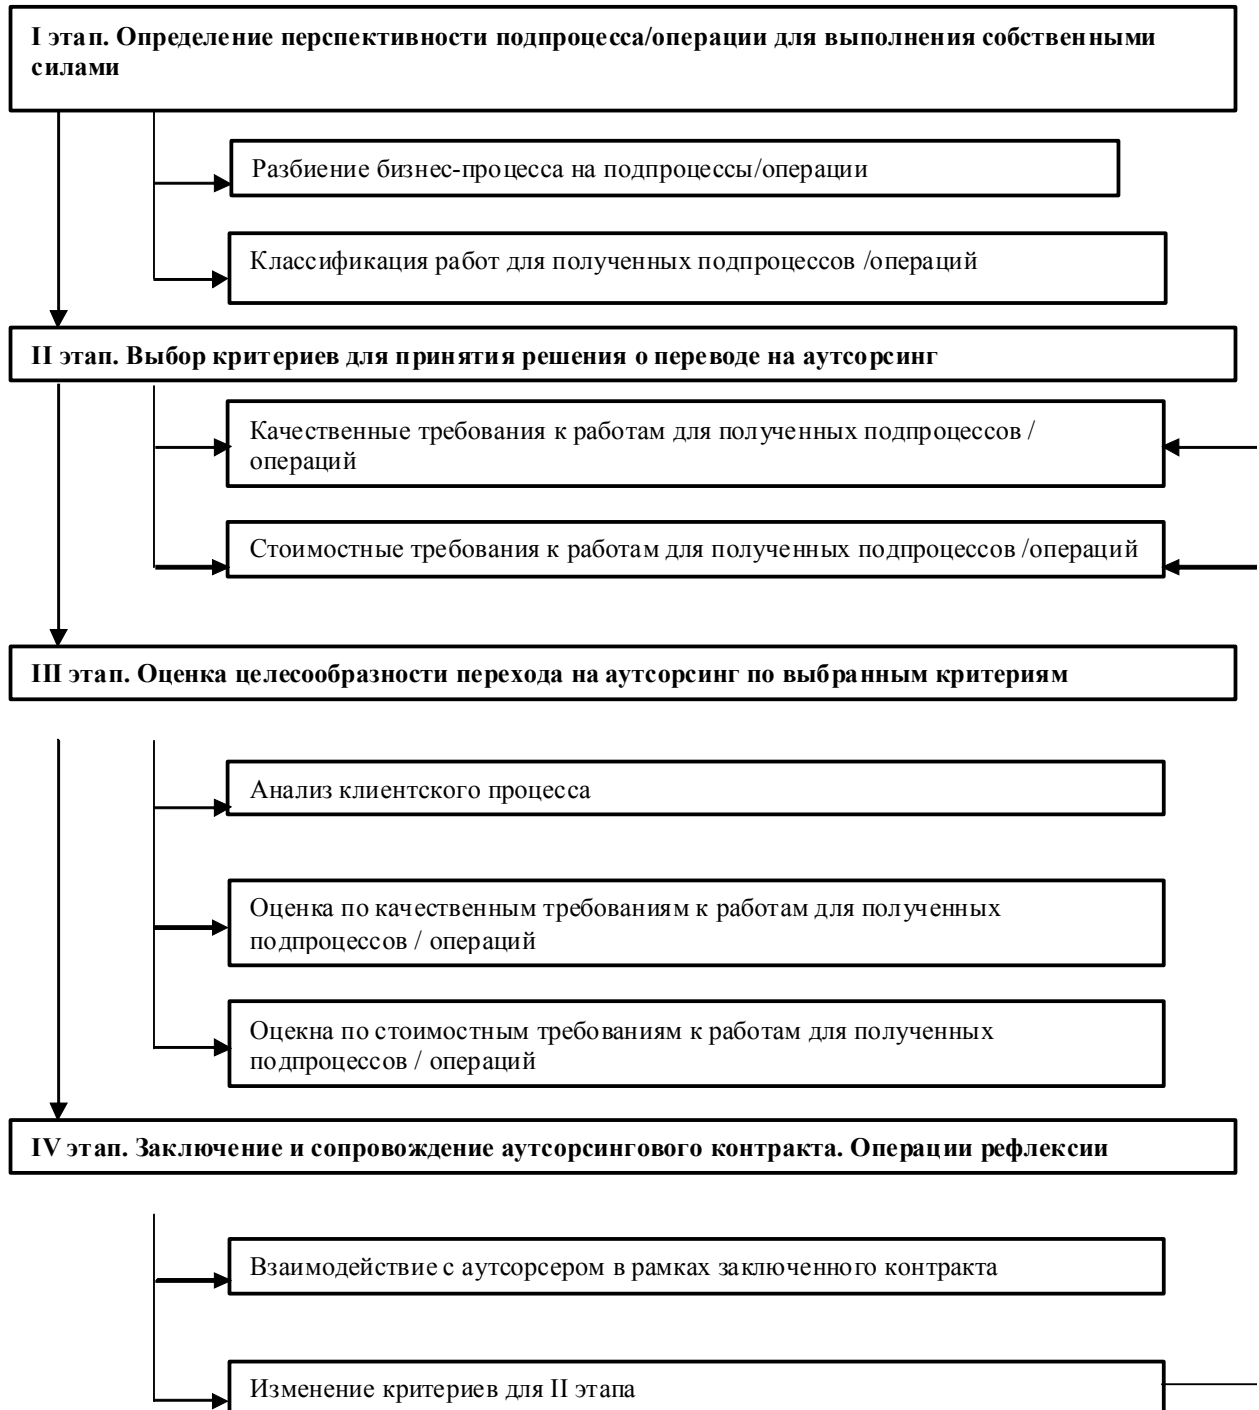 I этап. Определение перспективности подпроцесса/операции для выполнения собственными
силами
Разбиение бизнес-процесса на подпроцессы/операции
Классификация работ для полученных подпроцессов /операций
II этап. Выбор критериев для принятия решения о переводе на аутсорсинг
Качественные требования к работам для полученных подпроцессов /
операций
Стоимостные требования к работам для полученных подпроцессов /операций
III этап. Оценка целесообразности перехода на аутсорсинг по выбранным критериям
Анализ клиентского процесса
Оценка по качественным требованиям к работам для полученных
подпроцессов / операций
Оцекна по стоимостным требованиям к работам для полученных
подпроцессов / операций
IV этап. Заключение и сопровождение аутсорсингового контракта. Операции рефлексии
Взаимодействие с аутсорсером в рамках заключенного контракта
Изменение критериев для II этапа